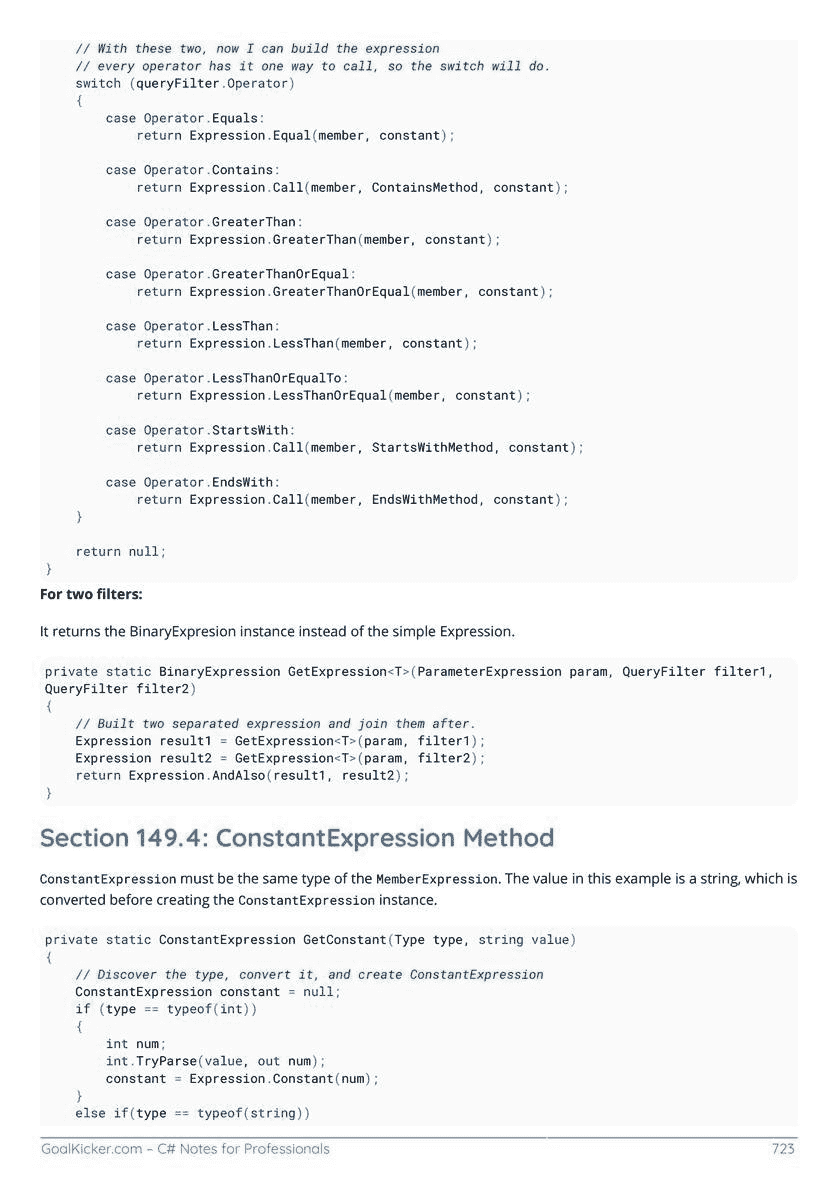 // With these two, now I can build the expression
// every operator has it one way to call, so the switch will do.
switch (queryFilter.Operator)
{
case Operator.Equals:
return Expression.Equal(member, constant);
case Operator.Contains:
return Expression.Call(member, ContainsMethod, constant);
case Operator.GreaterThan:
return Expression.GreaterThan(member, constant);
case Operator.GreaterThanOrEqual:
return Expression.GreaterThanOrEqual(member, constant);
case Operator.LessThan:
return Expression.LessThan(member, constant);
case Operator.LessThanOrEqualTo:
return Expression.LessThanOrEqual(member, constant);
case Operator.StartsWith:
return Expression.Call(member, StartsWithMethod, constant);
case Operator.EndsWith:
return Expression.Call(member, EndsWithMethod, constant);
}
return null;
}
For two filters:
It returns the BinaryExpresion instance instead of the simple Expression.
private static BinaryExpression GetExpression<T>(ParameterExpression param, QueryFilter filter1,
QueryFilter filter2)
{
// Built two separated expression and join them after.
Expression result1 = GetExpression<T>(param, filter1);
Expression result2 = GetExpression<T>(param, filter2);
return Expression.AndAlso(result1, result2);
}
Section 149.4: ConstantExpression Method
ConstantExpression must be the same type of the MemberExpression. The value in this example is a string, which is
converted before creating the ConstantExpression instance.
private static ConstantExpression GetConstant(Type type, string value)
{
// Discover the type, convert it, and create ConstantExpression
ConstantExpression constant = null;
if (type == typeof(int))
{
int num;
int.TryParse(value, out num);
constant = Expression.Constant(num);
}
else if(type == typeof(string))
GoalKicker.com – C# Notes for Professionals
723